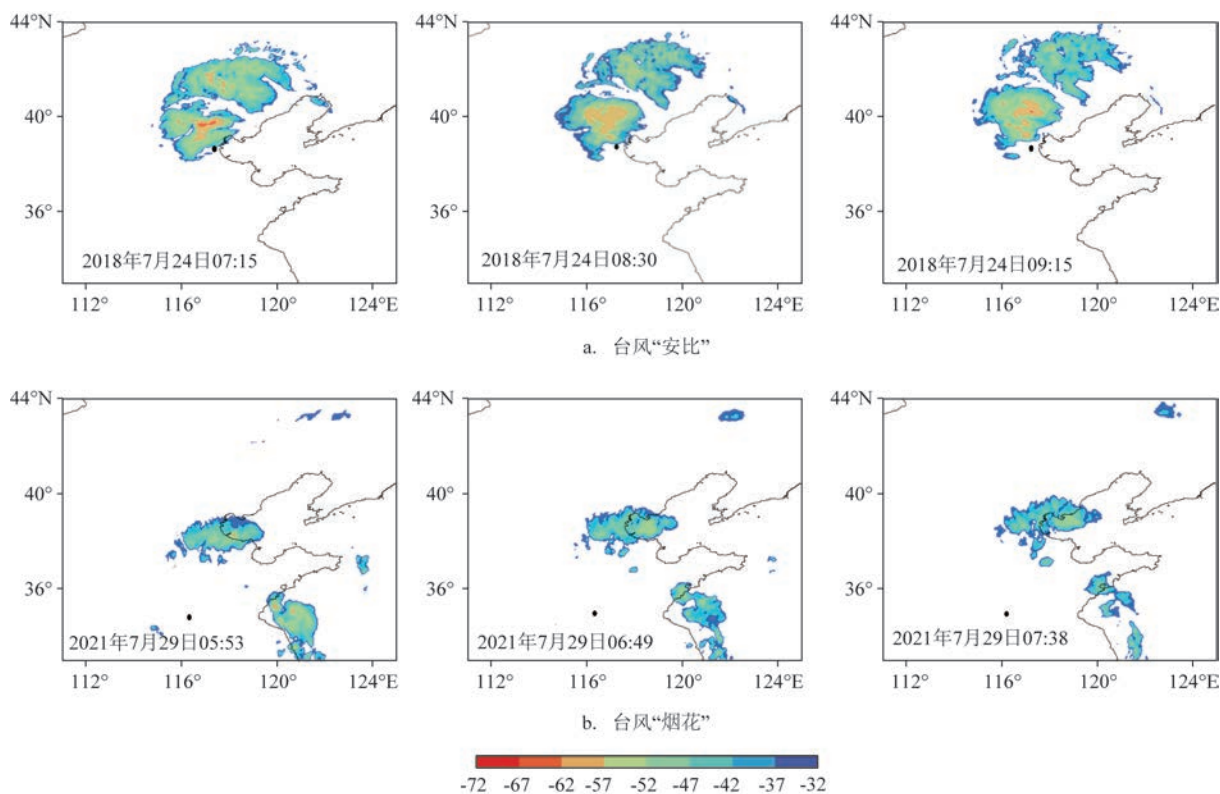 44°N 44°N 44°N
40° 40° 40°
36° 36° 36°
2018年7月24日07:15 2018年7月24日08:30 2018年7月24日09:15
112° 116° 120° 124°E 112° 116° 120° 124°E 112° 116° 120° 124°E
a. 台风“安比”
44°N 44°N 44°N
40° 40° 40°
36° 36° 36°
2021年7月29日05:53 2021年7月29日06:49 2021年7月29日07:38
112° 116° 120° 124°E 112° 116° 120° 124°E 112° 116° 120° 124°E
b. 台风“烟花”
-72 -67 -62 -57 -52 -47 -42 -37 -32